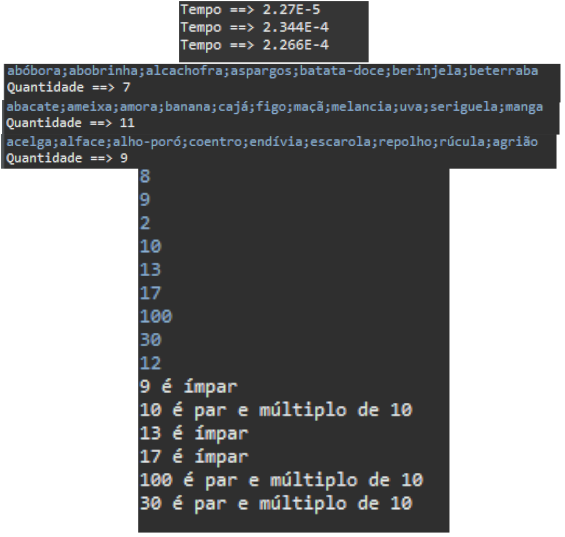 Tempo ==> 2.27E-5
Tempo ==> 2.344E-4
Tempo ==> 2.266E-4
abóbora;abobrinha;alcachofra;aspargos;batata-doce;berinjela;beterraba
Quantidade ==> 7
abacate;ameixa;amora;banana;cajá;figo;maçã;melancia;uva;seriguela;manga
Quantidade ==> 11
acelga;alface;alho-poró;coentro;endívia;escarola;repolho;rúcula;agrião
Quantidade ==> 9
8
9
2
10
13
17
100
30
12
9 é ímpar
10 é par e múltiplo de 10
13 é ímpar
17 é ímpar
100 é par e múltiplo de 10
30 é par e múltiplo de 10